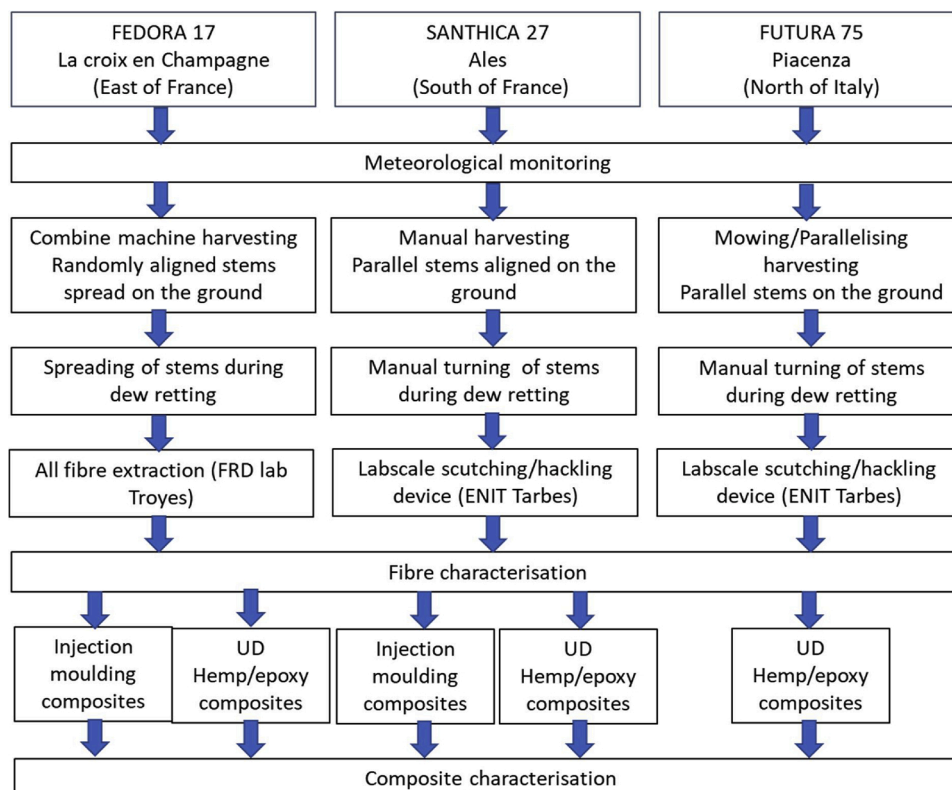 FEDORA 17
La croix en Champagne
(East of France)
SANTHICA 27
Ales
(South of France)
FUTURA 75
Piacenza
(North of Italy)
Meteorological monitoring
Combine machine harvesting
Randomly aligned stems
spread on the ground
Manual harvesting
Parallel stems aligned on the
ground
Mowing/Parallelising
harvesting
Parallel stems on the ground
Spreading of stems during
dew retting
Manual turning of stems
during dew retting
Manual turning of stems
during dew retting
All fibre extraction (FRD lab
Troyes)
Labscale scutching/hackling
device (ENIT Tarbes)
Labscale scutching/hackling
device (ENIT Tarbes)
Fibre characterisation
Injection
moulding
composites
UD
Hemp/epoxy
composites
Injection
moulding
composites
UD
Hemp/epoxy
composites
UD
Hemp/epoxy
composites
Composite characterisation